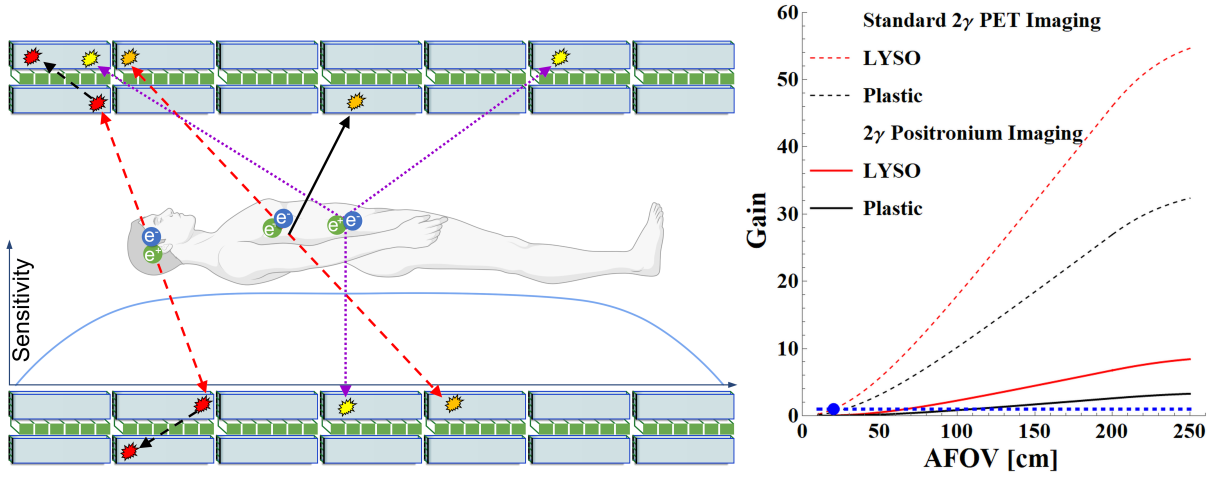 e⁻
e⁺
e⁻
e⁺
e⁺
e⁻
Sensitivity
Standard 2γ PET Imaging
LYSO
Plastic
2γ Positronium Imaging
LYSO
Plastic
Gain
60
50
40
30
20
10
0
0
50
100
150
200
250
AFOV [cm]